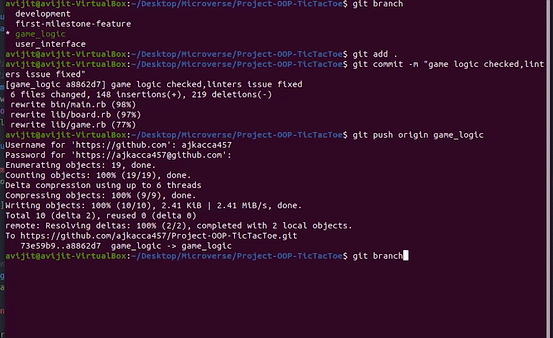 avijit@avijit-VirtualBox:~/Desktop/Microverse/Project-OOP-TicTacToe$ git branch
development
first-milestone-feature
* game_logic
user_interface
avijit@avijit-VirtualBox:~/Desktop/Microverse/Project-OOP-TicTacToe$ git add .
avijit@avijit-VirtualBox:~/Desktop/Microverse/Project-OOP-TicTacToe$ git commit -m "game logic checked,lint
ers issue fixed"
[game_logic a8862d7] game logic checked,linters issue fixed
6 files changed, 148 insertions(+), 219 deletions(-)
rewrite bin/main.rb (98%)
rewrite lib/board.rb (97%)
rewrite lib/game.rb (77%)
avijit@avijit-VirtualBox:~/Desktop/Microverse/Project-OOP-TicTacToe$ git push origin game_logic
Username for 'https://github.com': ajkacca457
Password for 'https://ajkacca457@github.com':
Enumerating objects: 19, done.
Counting objects: 100% (19/19), done.
Delta compression using up to 6 threads
Compressing objects: 100% (9/9), done.
Writing objects: 100% (10/10), 2.41 KiB | 2.41 MiB/s, done.
Total 10 (delta 2), reused 0 (delta 0)
remote: Resolving deltas: 100% (2/2), completed with 2 local objects.
To https://github.com/ajkacca457/Project-OOP-TicTacToe.git
73e59b9..a8862d7 game_logic -> game_logic
avijit@avijit-VirtualBox:~/Desktop/Microverse/Project-OOP-TicTacToe$ git branch